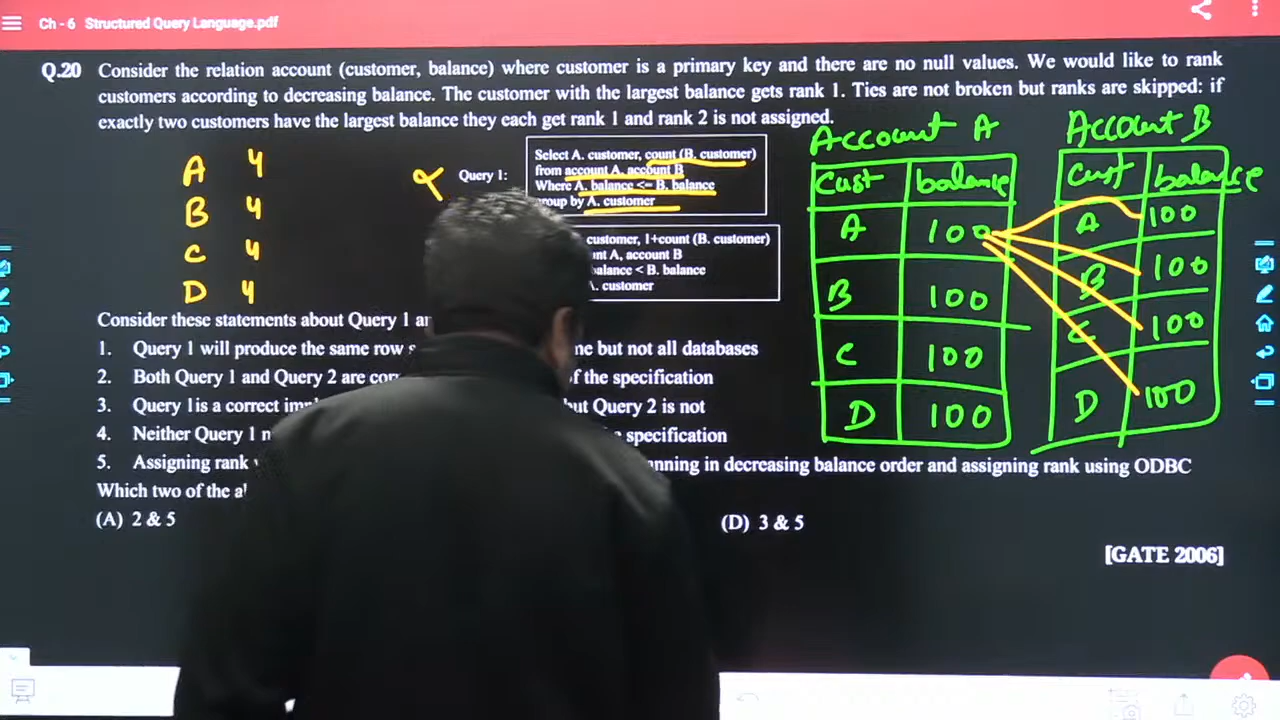 Ch - 6 Structured Query Language.pdf
Q.20 Consider the relation account (customer, balance) where customer is a primary key and there are no null values. We would like to rank
customers according to decreasing balance. The customer with the largest balance gets rank 1. Ties are not broken but ranks are skipped: if
exactly two customers have the largest balance they each get rank 1 and rank 2 is not assigned.
A 4
B 4
C 4
D 4
Query 1:
Select A. customer, count (B. customer)
from account A, account B
Where A. balance <= B. balance
group by A. customer
customer, 1+count (B. customer)
nt A, account B
balance < B. balance
. customer
Account A
Cust balance
A 100
B 100
C 100
D 100
Account B
Cust balance
A 100
B 100
C 100
D 100
Consider these statements about Query 1
1. Query 1 will produce the same row me but not all databases
2. Both Query 1 and Query 2 are of the specification
3. Query 1is a correct but Query 2 is not
4. Neither Query 1 specification
5. Assigning rank nning in decreasing balance order and assigning rank using ODBC
Which two of the
(A) 2 & 5
(D) 3 & 5
[GATE 2006]